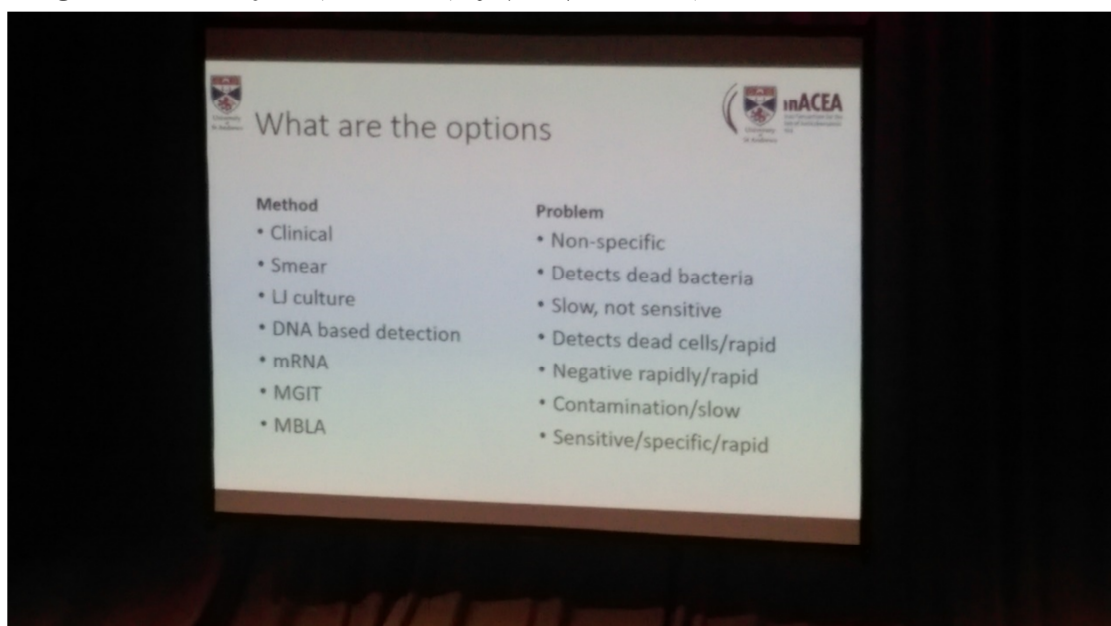 What are the options
inACEA
Method
• Clinical
• Smear
• LJ culture
• DNA based detection
• mRNA
• MGIT
• MBLA
Problem
• Non-specific
• Detects dead bacteria
• Slow, not sensitive
• Detects dead cells/rapid
• Negative rapidly/rapid
• Contamination/slow
• Sensitive/specific/rapid